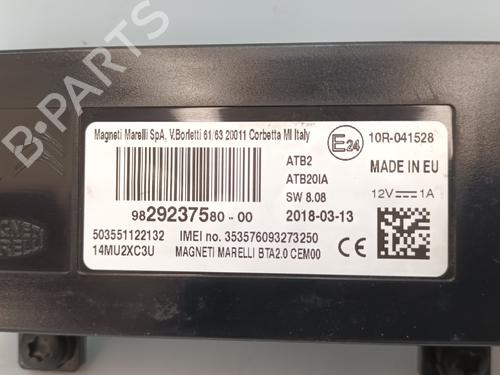 Magneti Marelli SpA, V.Borletti 61/63 20011 Corbetta MI Italy
E24
10R-041528
ATB2
MADE IN EU
ATB20IA
SW 8.08
12V⎓1A
9829237580-00
2018-03-13
503551122132
IMEI no. 353576093273250
14MU2XC3U
MAGNETI MARELLI BTA2.0 CEM00
CE
MAGNETI
MARELLI
B-PARTS